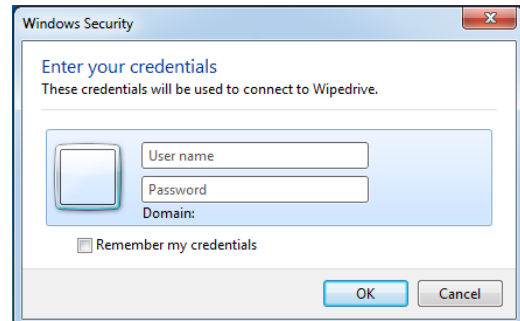 Windows Security
Enter your credentials
These credentials will be used to connect to Wipedrive.
User name
Password
Domain:
Remember my credentials
OK
Cancel